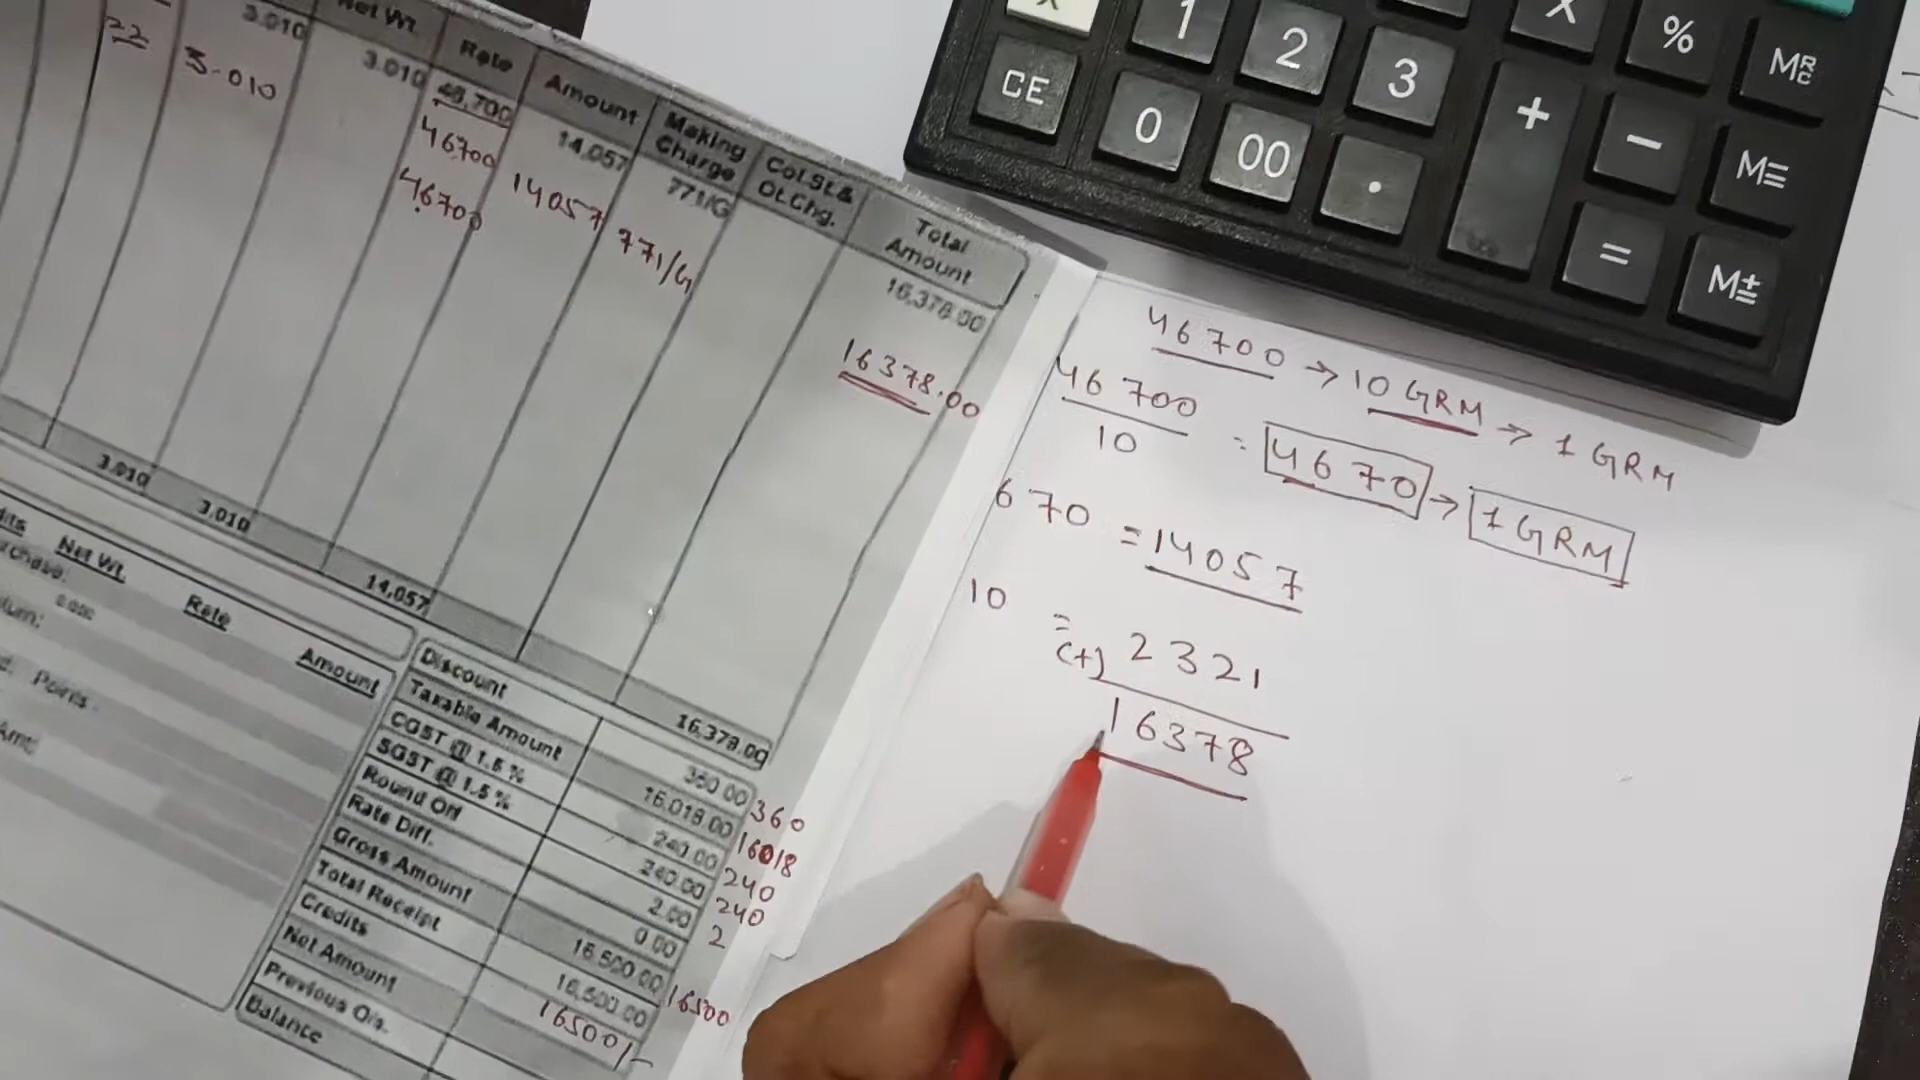 22
3.010
Net Wt.
Rate
Amount
Making Charge
Col.St.& Ot.Chg.
Total Amount
3.010
3.010
46,700
14,057
771/G
16,378.00
46700
46700
14057
771/G
16378.00
3.010
3.010
14,057
16,378.00
Net Wt.
Rate
Amount
Points
Discount
360.00
360
Taxable Amount
16,018.00
16018
CGST @ 1.5 %
240.00
240
SGST @ 1.5 %
240.00
240
Round Off
2.00
2
Rate Diff.
0.00
Gross Amount
16,500.00
16500
Total Receipt
16,500.00
Credits
16500/-
Net Amount
Previous O/s.
Balance
1 2 3 X % MRC
CE 0 00 . + - M=
= M±
46700 → 10 GRM → 1 GRM
46700
10
= 4670 → 1 GRM
670 = 14057
10 =
(+) 2321
16378